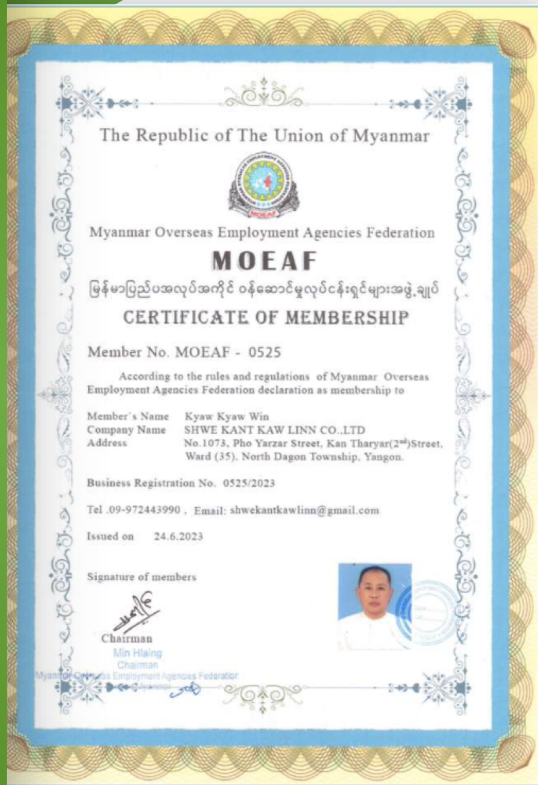 The Republic of The Union of Myanmar
MOEAF
Myanmar Overseas Employment Agencies Federation
MOEAF
မြန်မာပြည်ပအလုပ်အကိုင် ဝန်ဆောင်မှုလုပ်ငန်းရှင်များအဖွဲ့ချုပ်
CERTIFICATE OF MEMBERSHIP
Member No. MOEAF - 0525
According to the rules and regulations of Myanmar Overseas
Employment Agencies Federation declaration as membership to
Member's Name Kyaw Kyaw Win
Company Name SHWE KANT KAW LINN CO.,LTD
Address No.1073, Pho Yarzar Street, Kan Tharyar(2nd)Street,
Ward (35), North Dagon Township, Yangon.
Business Registration No. 0525/2023
Tel .09-972443990 , Email: shwekantkawlinn@gmail.com
Issued on 24.6.2023
Signature of members
Chairman
Min Hlaing
Chairman
Myanmar Overseas Employment Agencies Federation